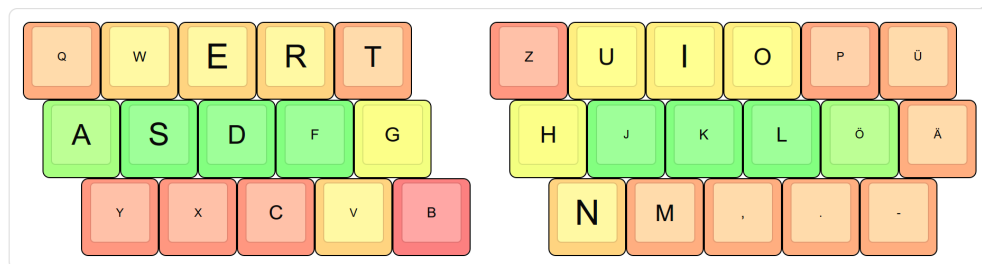 Q W E R T Z U I O P Ü
A S D F G H J K L Ö Ä
Y X C V B N M , . -